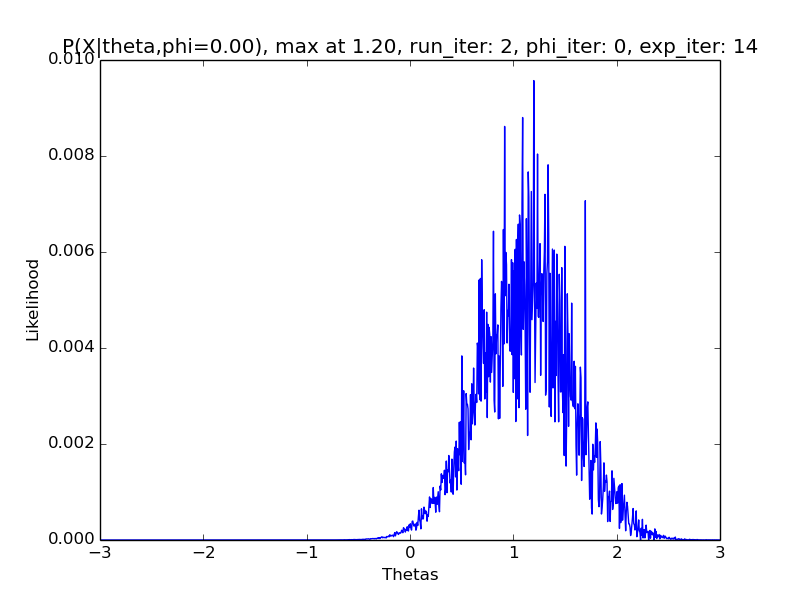 P(X|theta,phi=0.00), max at 1.20, run_iter: 2, phi_iter: 0, exp_iter: 14
0.010
0.008
0.006
0.004
0.002
0.000
Likelihood
−3 −2 −1 0 1 2 3
Thetas